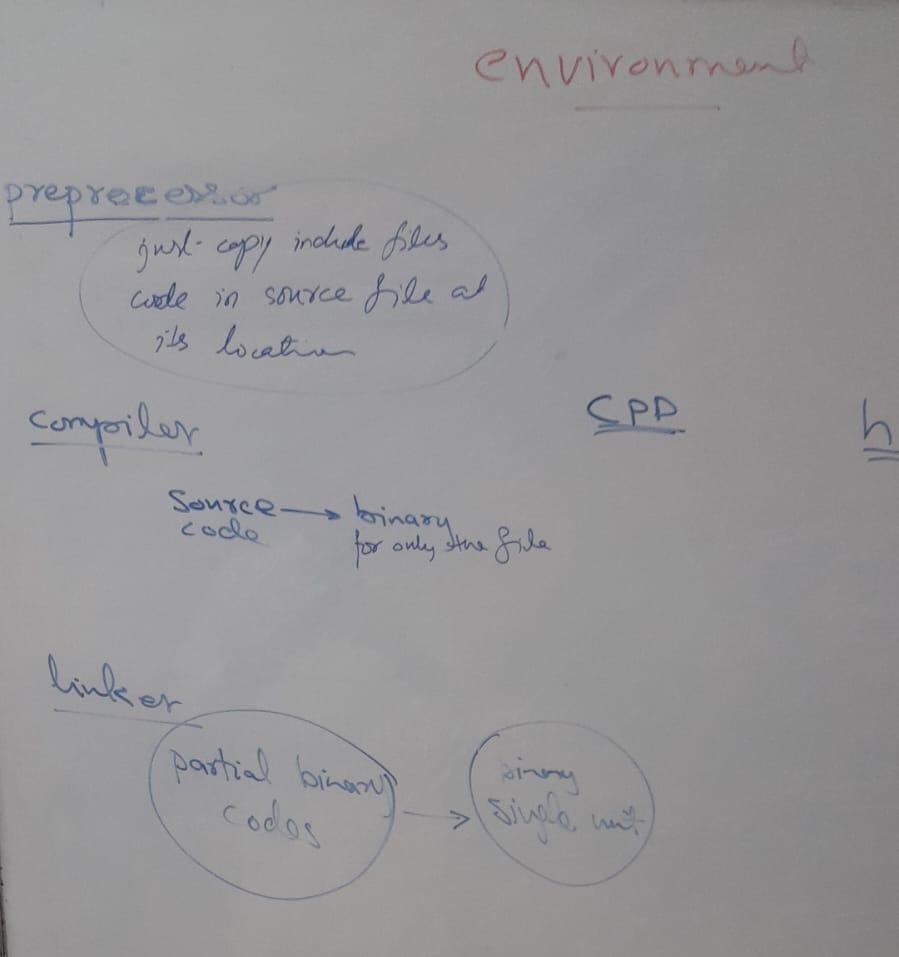 environment
preprocessor
just copy include files
code in source file at
its location
compiler
CPP
h
Source → binary
code
for only the file
linker
partial binary
codes
→
binary
single unit